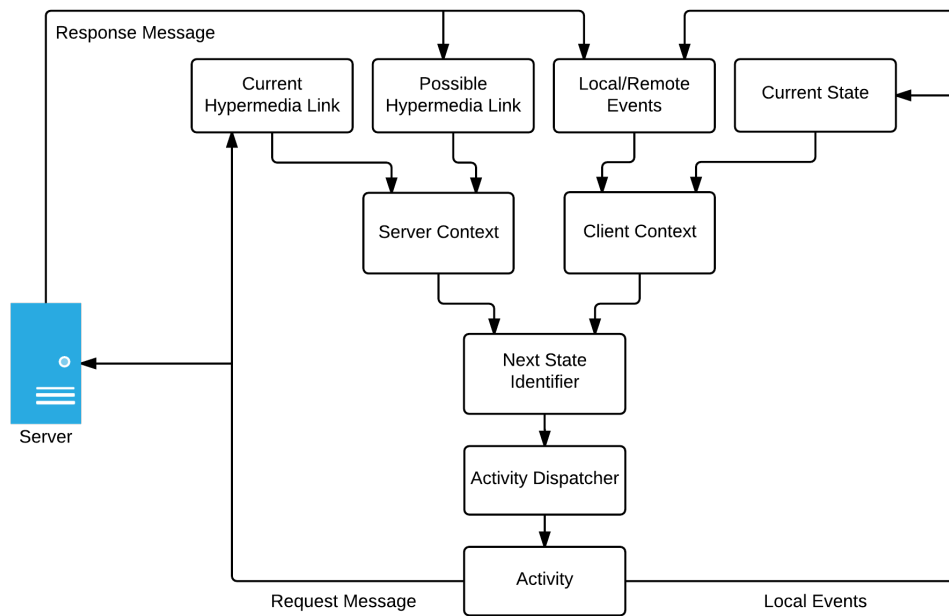 Response Message
Current
Hypermedia Link
Possible
Hypermedia Link
Local/Remote
Events
Current State
Server Context
Client Context
Next State
Identifier
Server
Activity Dispatcher
Activity
Request Message
Local Events